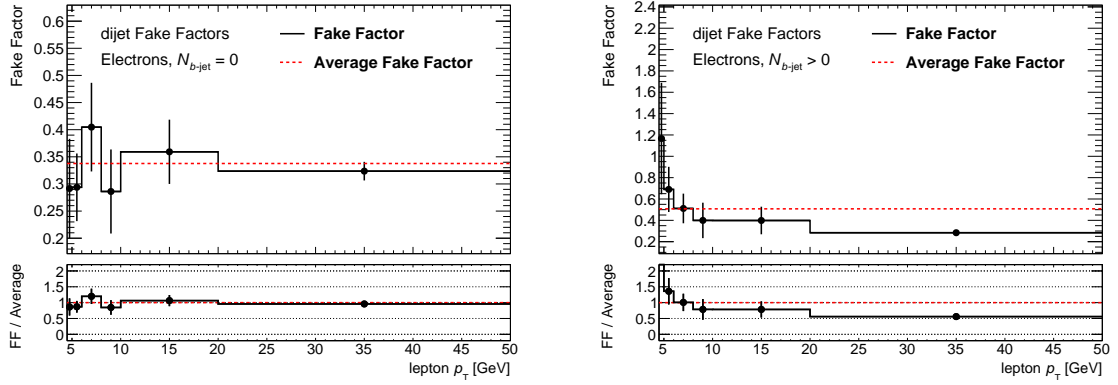 Fake Factor
0.6
0.55
0.5
0.45
0.4
0.35
0.3
0.25
0.2
dijet Fake Factors
Electrons, N_b-jet = 0
Fake Factor
Average Fake Factor
FF / Average
2
1.5
1
0.5
0
5 10 15 20 25 30 35 40 45 50
lepton p_T [GeV]
Fake Factor
2.4
2.2
2
1.8
1.6
1.4
1.2
1
0.8
0.6
0.4
0.2
dijet Fake Factors
Electrons, N_b-jet > 0
Fake Factor
Average Fake Factor
FF / Average
2
1.5
1
0.5
0
5 10 15 20 25 30 35 40 45 50
lepton p_T [GeV]